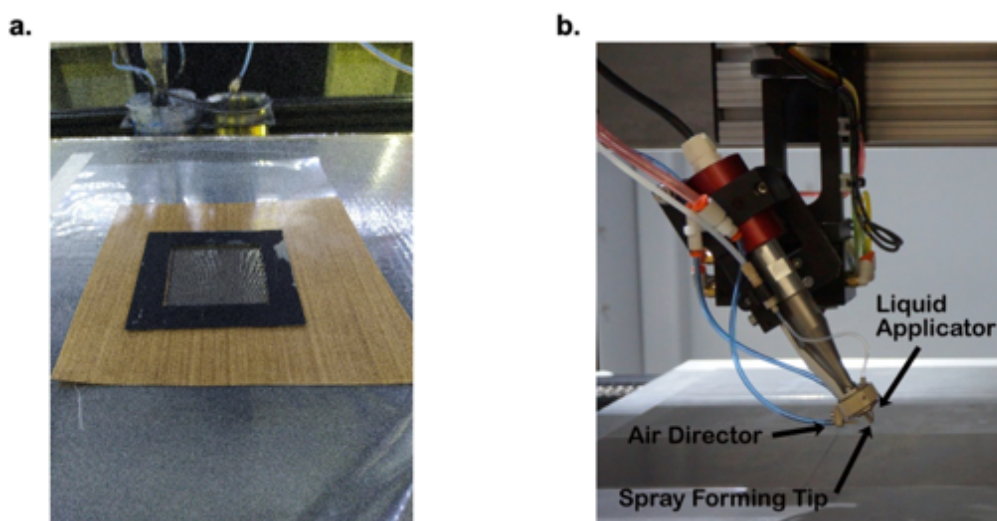 a.
b.
Liquid
Applicator
Air Director
Spray Forming Tip